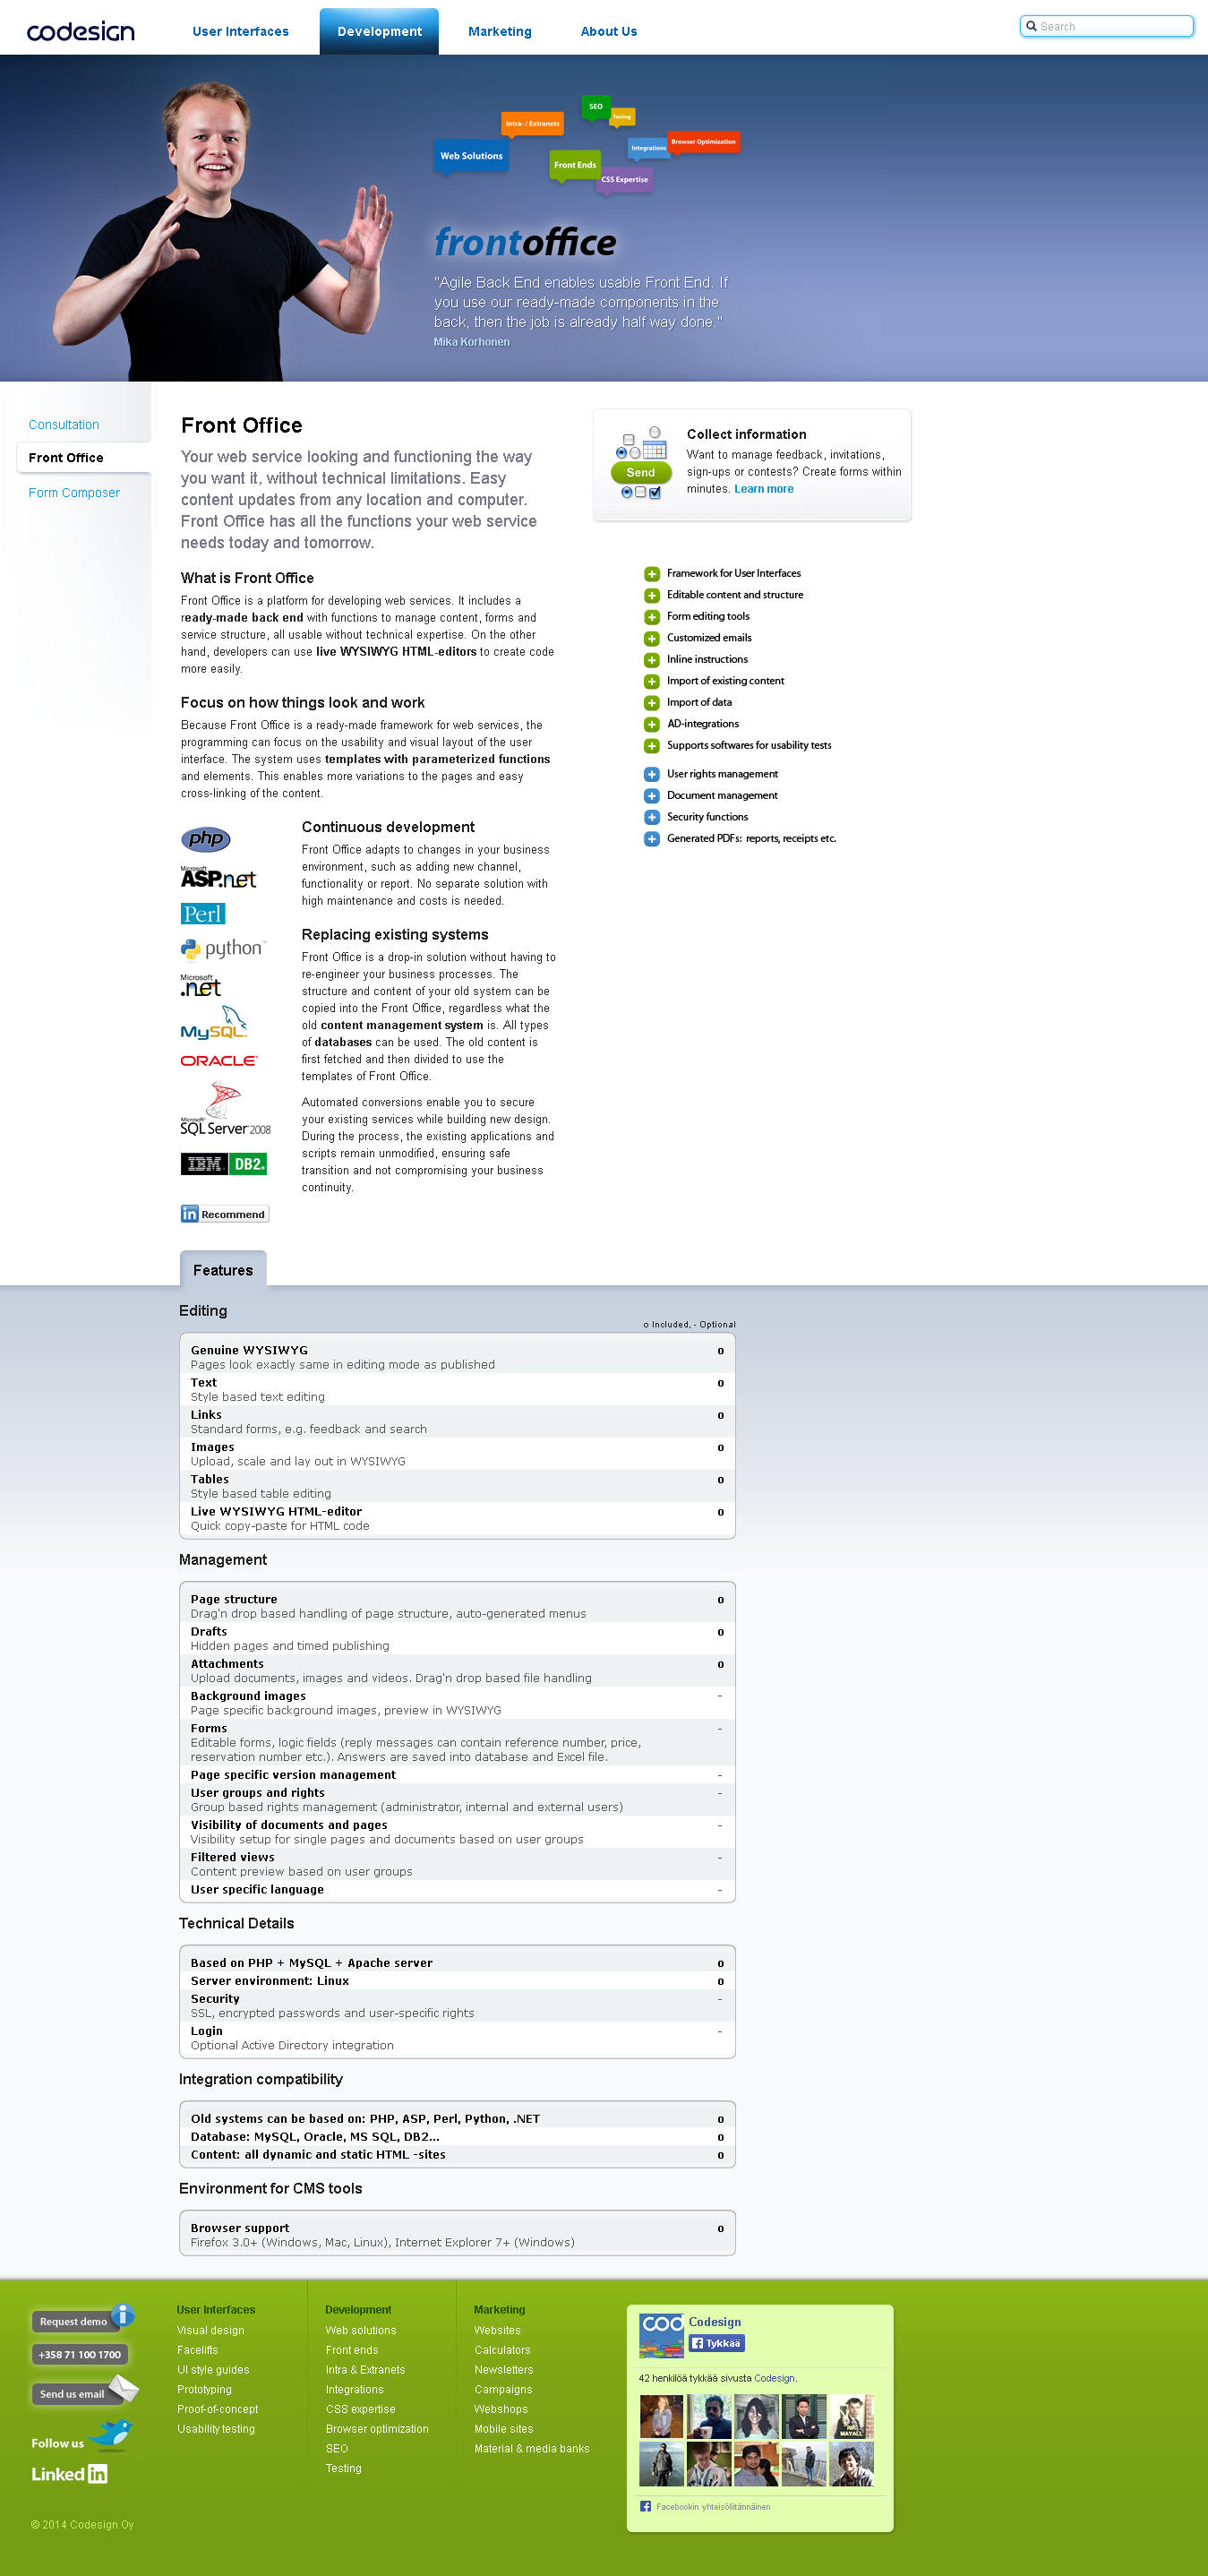 codesign
User Interfaces
Development
Marketing
About Us
Search
SEO
Testing
Intra- / Extranets
Web Solutions
Front Ends
Integrations
Browser Optimization
CSS Expertise
frontoffice
"Agile Back End enables usable Front End. If
you use our ready-made components in the
back, then the job is already half way done."
Mika Korhonen
Consultation
Front Office
Form Composer
Front Office
Your web service looking and functioning the way
you want it, without technical limitations. Easy
content updates from any location and computer.
Front Office has all the functions your web service
needs today and tomorrow.
What is Front Office
Front Office is a platform for developing web services. It includes a
ready-made back end with functions to manage content, forms and
service structure, all usable without technical expertise. On the other
hand, developers can use live WYSIWYG HTML-editors to create code
more easily.
Focus on how things look and work
Because Front Office is a ready-made framework for web services, the
programming can focus on the usability and visual layout of the user
interface. The system uses templates with parameterized functions
and elements. This enables more variations to the pages and easy
cross-linking of the content.
php
Microsoft
ASP.net
Perl
python
Microsoft
.net
MySQL
ORACLE
Microsoft
SQL Server 2008
IBM DB2.
in Recommend
Continuous development
Front Office adapts to changes in your business
environment, such as adding new channel,
functionality or report. No separate solution with
high maintenance and costs is needed.
Replacing existing systems
Front Office is a drop-in solution without having to
re-engineer your business processes. The
structure and content of your old system can be
copied into the Front Office, regardless what the
old content management system is. All types
of databases can be used. The old content is
first fetched and then divided to use the
templates of Front Office.
Automated conversions enable you to secure
your existing services while building new design.
During the process, the existing applications and
scripts remain unmodified, ensuring safe
transition and not compromising your business
continuity.
Send
Collect information
Want to manage feedback, invitations,
sign-ups or contests? Create forms within
minutes. Learn more
Framework for User Interfaces
Editable content and structure
Form editing tools
Customized emails
Inline instructions
Import of existing content
Import of data
AD-integrations
Supports softwares for usability tests
User rights management
Document management
Security functions
Generated PDFs: reports, receipts etc.
Features
Editing
o Included, - Optional
Genuine WYSIWYG o
Pages look exactly same in editing mode as published
Text o
Style based text editing
Links o
Standard forms, e.g. feedback and search
Images o
Upload, scale and lay out in WYSIWYG
Tables o
Style based table editing
Live WYSIWYG HTML-editor o
Quick copy-paste for HTML code
Management
Page structure o
Drag'n drop based handling of page structure, auto-generated menus
Drafts o
Hidden pages and timed publishing
Attachments o
Upload documents, images and videos. Drag'n drop based file handling
Background images -
Page specific background images, preview in WYSIWYG
Forms -
Editable forms, logic fields (reply messages can contain reference number, price,
reservation number etc.). Answers are saved into database and Excel file.
Page specific version management -
User groups and rights -
Group based rights management (administrator, internal and external users)
Visibility of documents and pages -
Visibility setup for single pages and documents based on user groups
Filtered views -
Content preview based on user groups
User specific language -
Technical Details
Based on PHP + MySQL + Apache server o
Server environment: Linux o
Security -
SSL, encrypted passwords and user-specific rights
Login -
Optional Active Directory integration
Integration compatibility
Old systems can be based on: PHP, ASP, Perl, Python, .NET o
Database: MySQL, Oracle, MS SQL, DB2... o
Content: all dynamic and static HTML -sites o
Environment for CMS tools
Browser support o
Firefox 3.0+ (Windows, Mac, Linux), Internet Explorer 7+ (Windows)
Request demo
+358 71 100 1700
Send us email
Follow us
Linked in
© 2014 Codesign Oy
User Interfaces
Visual design
Facelifts
UI style guides
Prototyping
Proof-of-concept
Usability testing
Development
Web solutions
Front ends
Intra & Extranets
Integrations
CSS expertise
Browser optimization
SEO
Testing
Marketing
Websites
Calculators
Newsletters
Campaigns
Webshops
Mobile sites
Material & media banks
Codesign
Tykkää
42 henkilöä tykkää sivusta Codesign.
MAYALL
Facebookin yhteisöliitännäinen